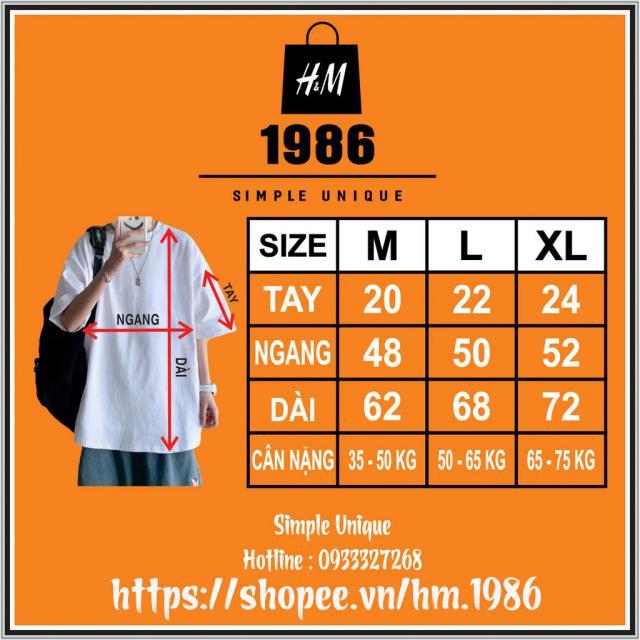 H&M
1986
SIMPLE UNIQUE
SIZE M L XL
TAY 20 22 24
NGANG 48 50 52
DÀI 62 68 72
CÂN NẶNG 35 - 50 KG 50 - 65 KG 65 - 75 KG
TAY
NGANG
DÀI
Simple Unique
Hotline : 0933327268
https://shopee.vn/hm.1986